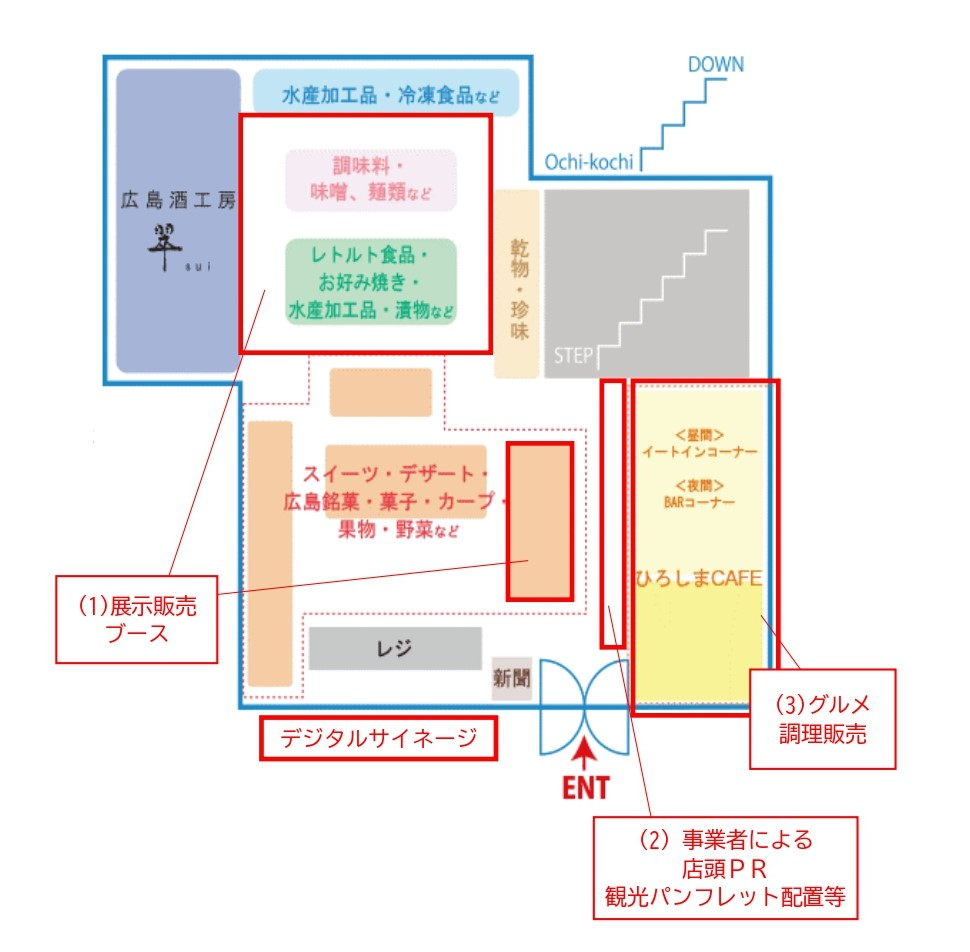 DOWN
水産加工品・冷凍食品など
Ochi-kochi
調味料・
味噌、麺類など
広島酒工房
翠
sui
レトルト食品・
お好み焼き・
水産加工品・漬物など
乾物・珍味
STEP
<昼間>
イートインコーナー
<夜間>
BARコーナー
スイーツ・デザート・
広島銘菓・菓子・カープ・
果物・野菜など
ひろしまCAFE
(1)展示販売
ブース
レジ
新聞
(3)グルメ
調理販売
デジタルサイネージ
ENT
(2) 事業者による
店頭PR
観光パンフレット配置等